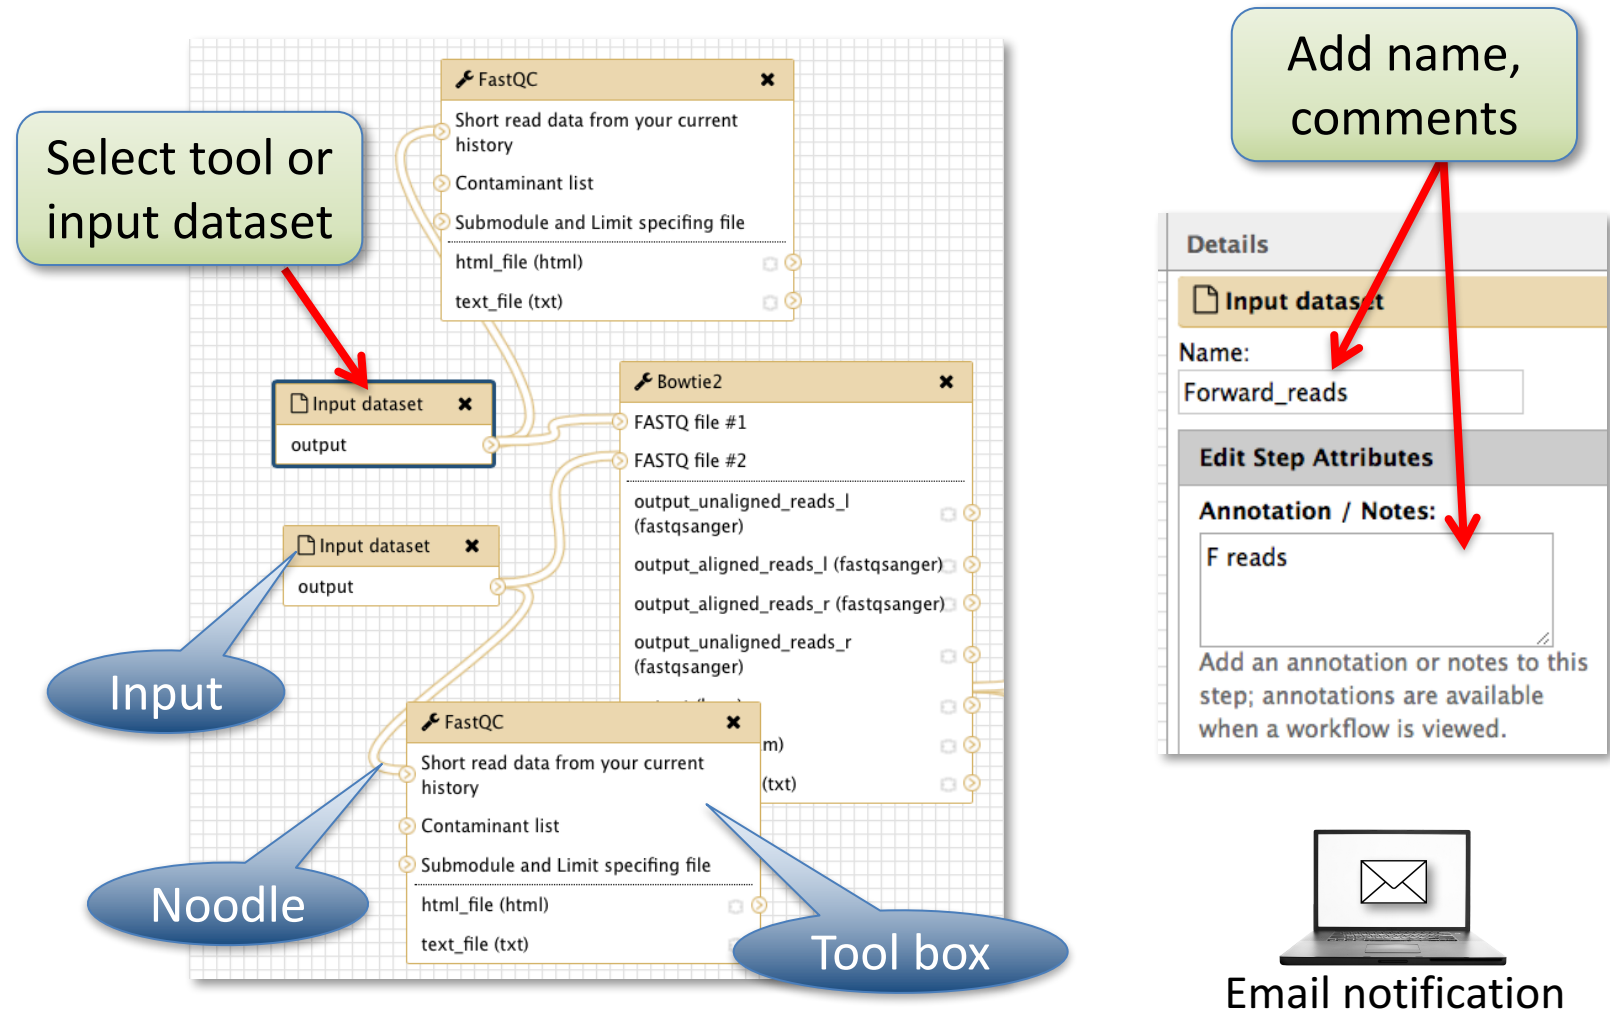 Select tool or
input dataset
FastQC
Short read data from your current
history
Contaminant list
Submodule and Limit specifing file
html_file (html)
text_file (txt)
Input dataset
output
Input dataset
output
Bowtie2
FASTQ file #1
FASTQ file #2
output_unaligned_reads_l
(fastqsanger)
output_aligned_reads_l (fastqsanger)
output_aligned_reads_r (fastqsanger)
output_unaligned_reads_r
(fastqsanger)
m)
(txt)
FastQC
Short read data from your current
history
Contaminant list
Submodule and Limit specifing file
html_file (html)
text_file (txt)
Input
Noodle
Tool box
Add name,
comments
Details
Input dataset
Name:
Forward_reads
Edit Step Attributes
Annotation / Notes:
F reads
Add an annotation or notes to this
step; annotations are available
when a workflow is viewed.
Email notification